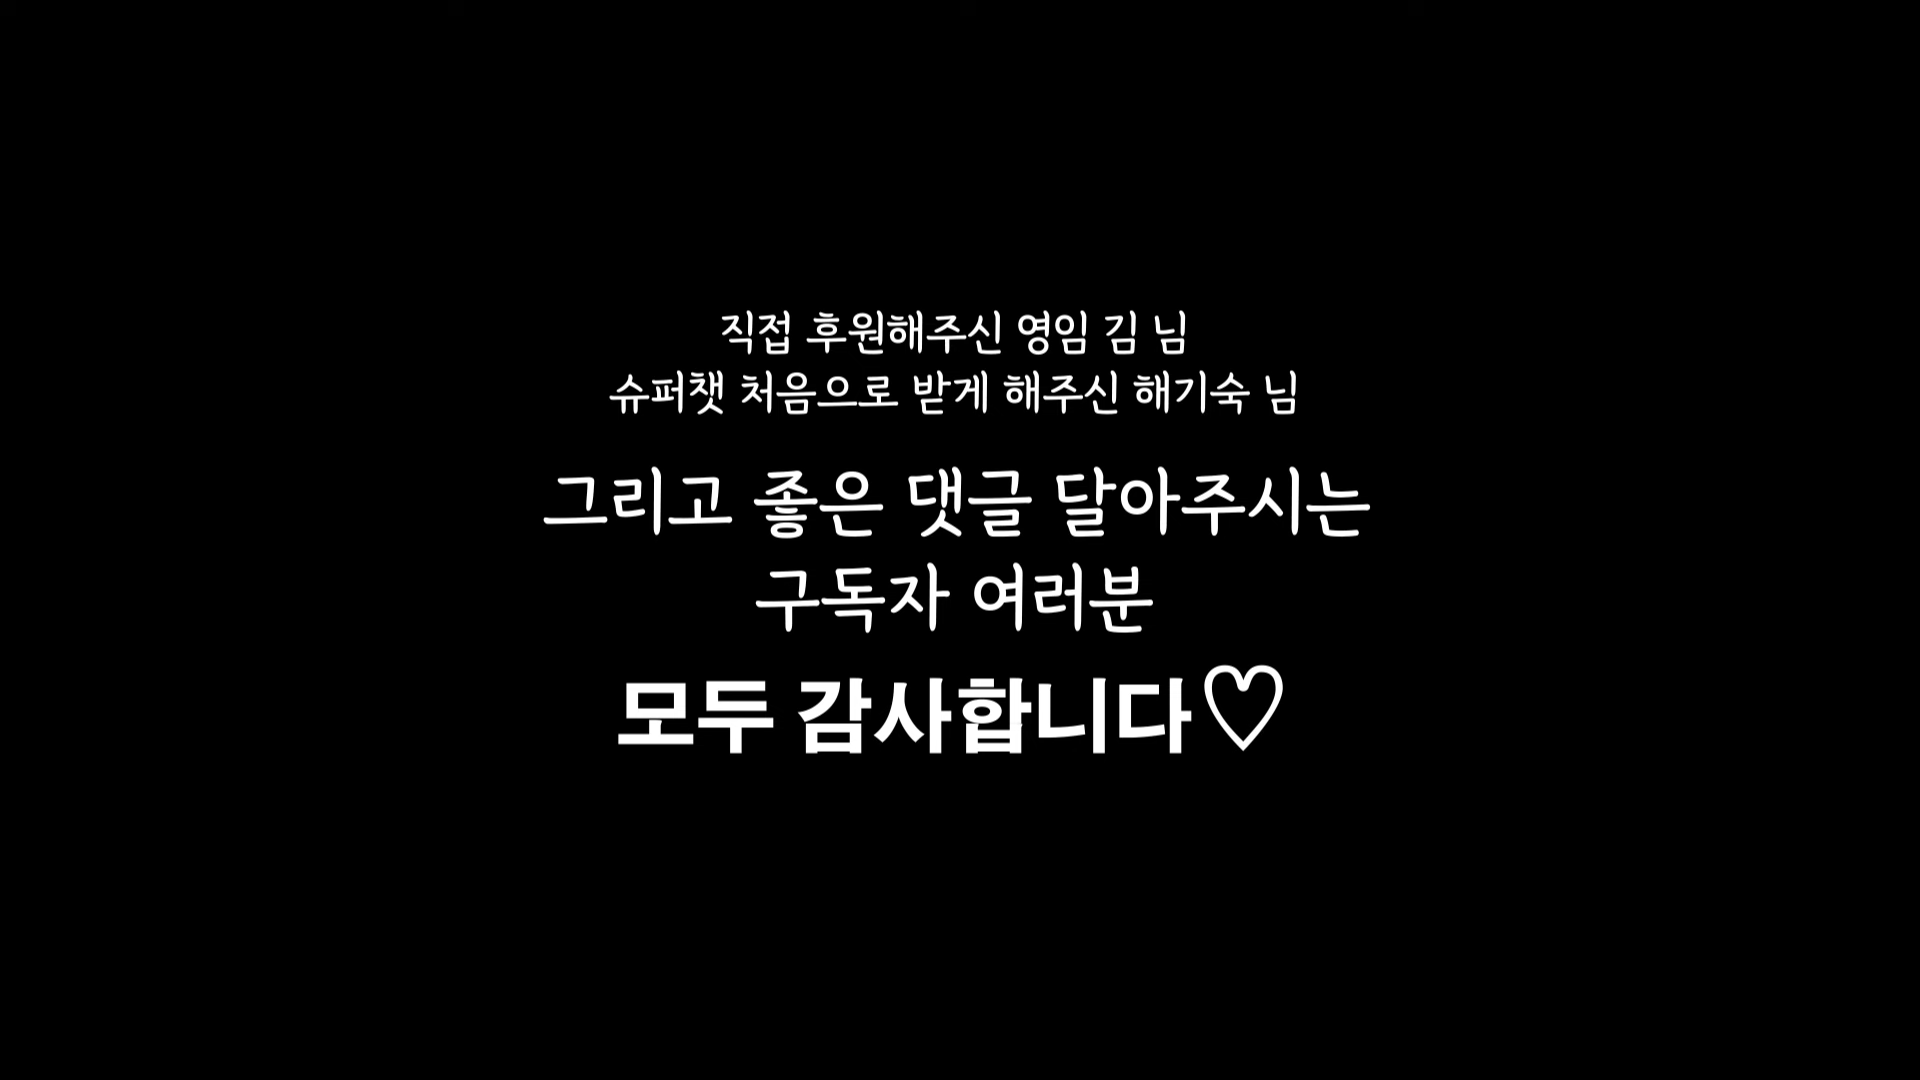 직접 후원해주신 영임 김 님
슈퍼챗 처음으로 받게 해주신 해기숙 님
그리고 좋은 댓글 달아주시는
구독자 여러분
모두 감사합니다♡